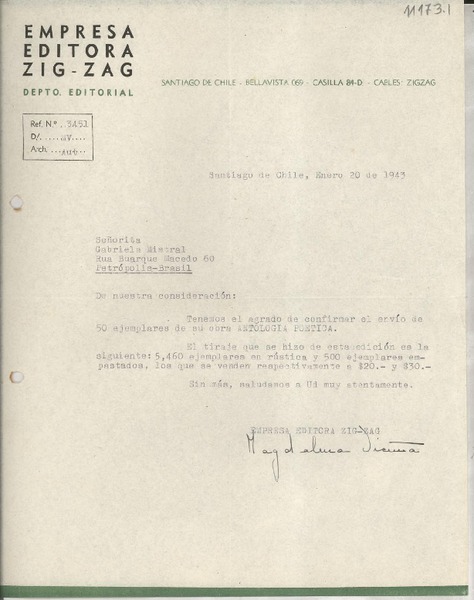 11173.1
EMPRESA
EDITORA
ZIG-ZAG
DEPTO. EDITORIAL
SANTIAGO DE CHILE - BELLAVISTA 069 - CASILLA 84-D. - CABLES: ZIGZAG
Ref. N.º. 3451
D/. MV
Arch. Aut.
Santiago de Chile, Enero 20 de 1943
Señorita
Gabriela Mistral
Rua Buarque Macedo 60
Petrópolis-Brasil
De nuestra consideración:
Tenemos el agrado de confirmar el envío de
50 ejemplares de su obra ANTOLOGIA POETICA.
El tiraje que se hizo de esta edición es la
siguiente: 5,460 ejemplares en rústica y 500 ejemplares em-
pastados, los que se venden respectivamente a $20.- y $30.-
Sin más, saludamos a Ud muy atentamente.
EMPRESA EDITORA ZIG-ZAG
Magdalena Vicuña